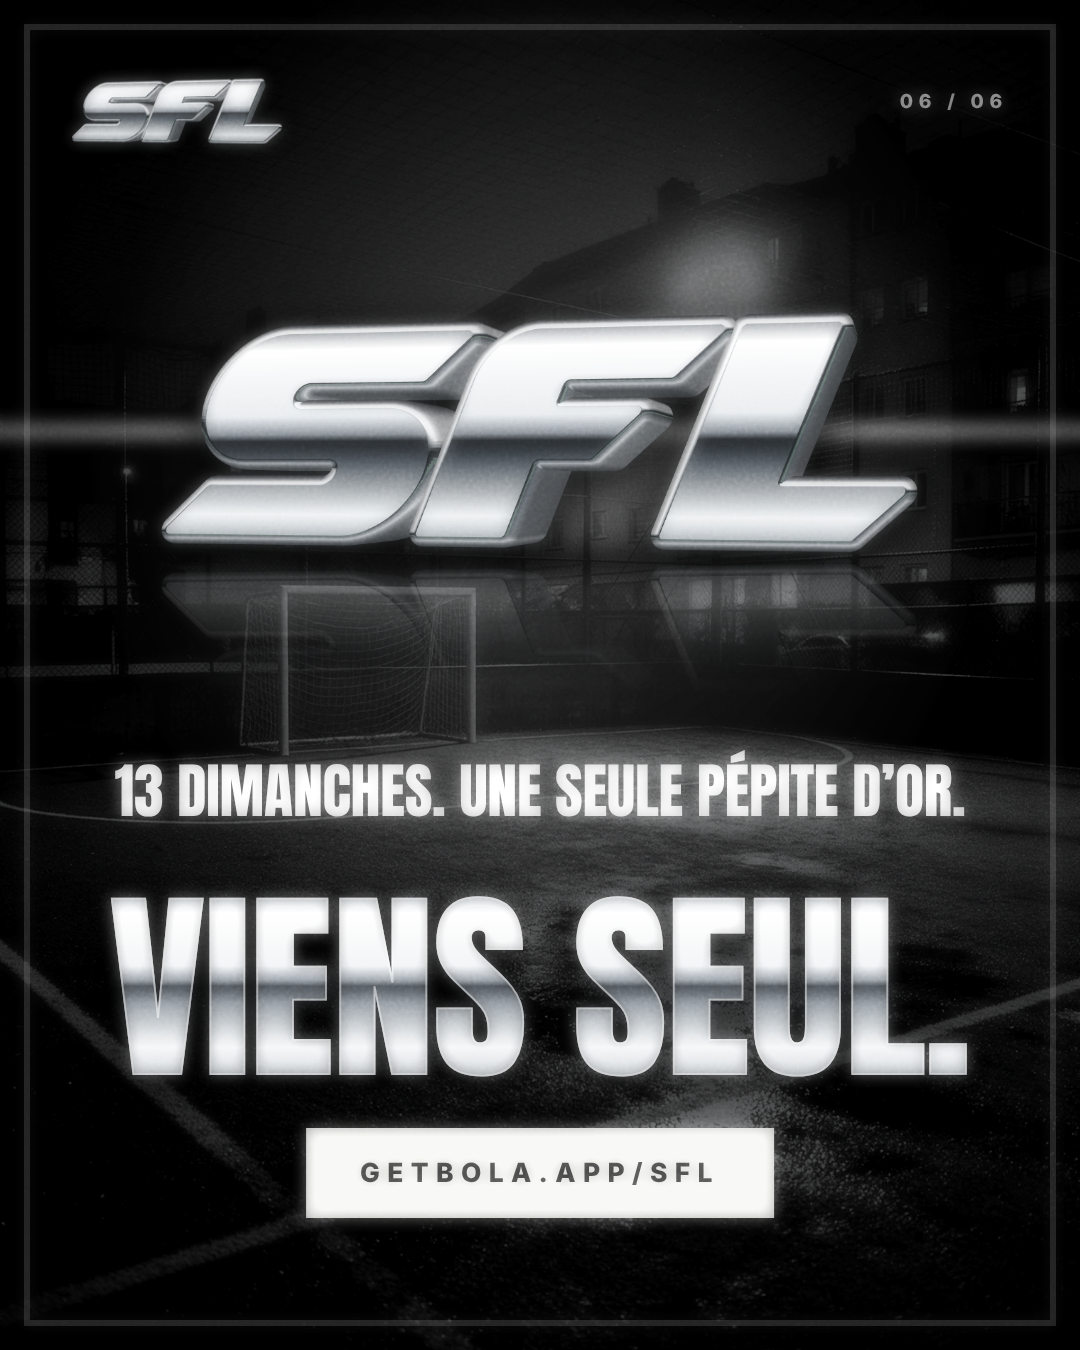 SFL
06 / 06
SFL
13 DIMANCHES. UNE SEULE PÉPITE D’OR.
VIENS SEUL.
GETBOLA.APP/SFL